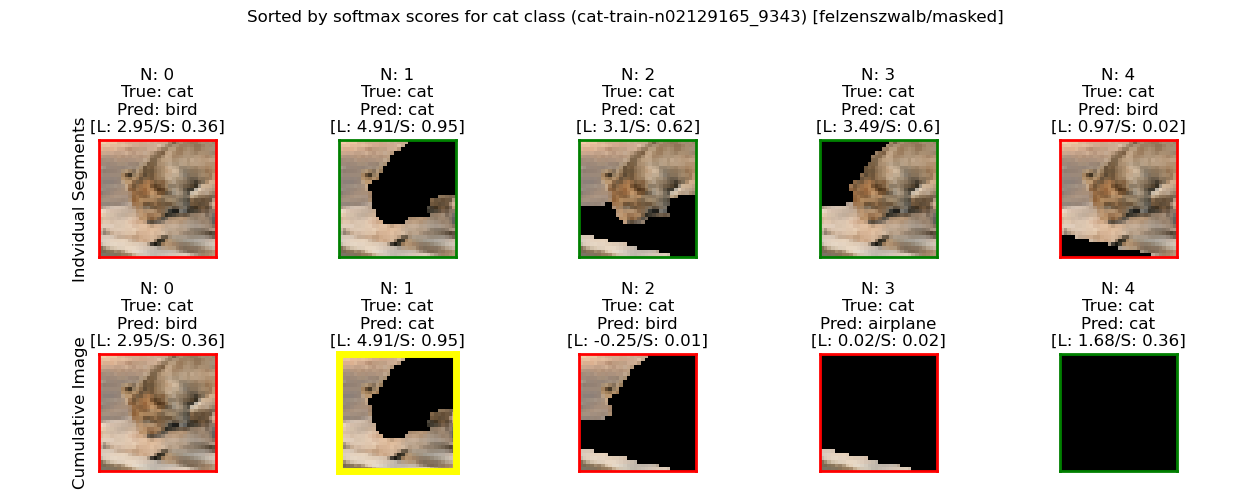 Sorted by softmax scores for cat class (cat-train-n02129165_9343) [felzenszwalb/masked]
Indvidual Segments
N: 0
True: cat
Pred: bird
[L: 2.95/S: 0.36]
N: 1
True: cat
Pred: cat
[L: 4.91/S: 0.95]
N: 2
True: cat
Pred: cat
[L: 3.1/S: 0.62]
N: 3
True: cat
Pred: cat
[L: 3.49/S: 0.6]
N: 4
True: cat
Pred: bird
[L: 0.97/S: 0.02]
Cumulative Image
N: 0
True: cat
Pred: bird
[L: 2.95/S: 0.36]
N: 1
True: cat
Pred: cat
[L: 4.91/S: 0.95]
N: 2
True: cat
Pred: bird
[L: -0.25/S: 0.01]
N: 3
True: cat
Pred: airplane
[L: 0.02/S: 0.02]
N: 4
True: cat
Pred: cat
[L: 1.68/S: 0.36]